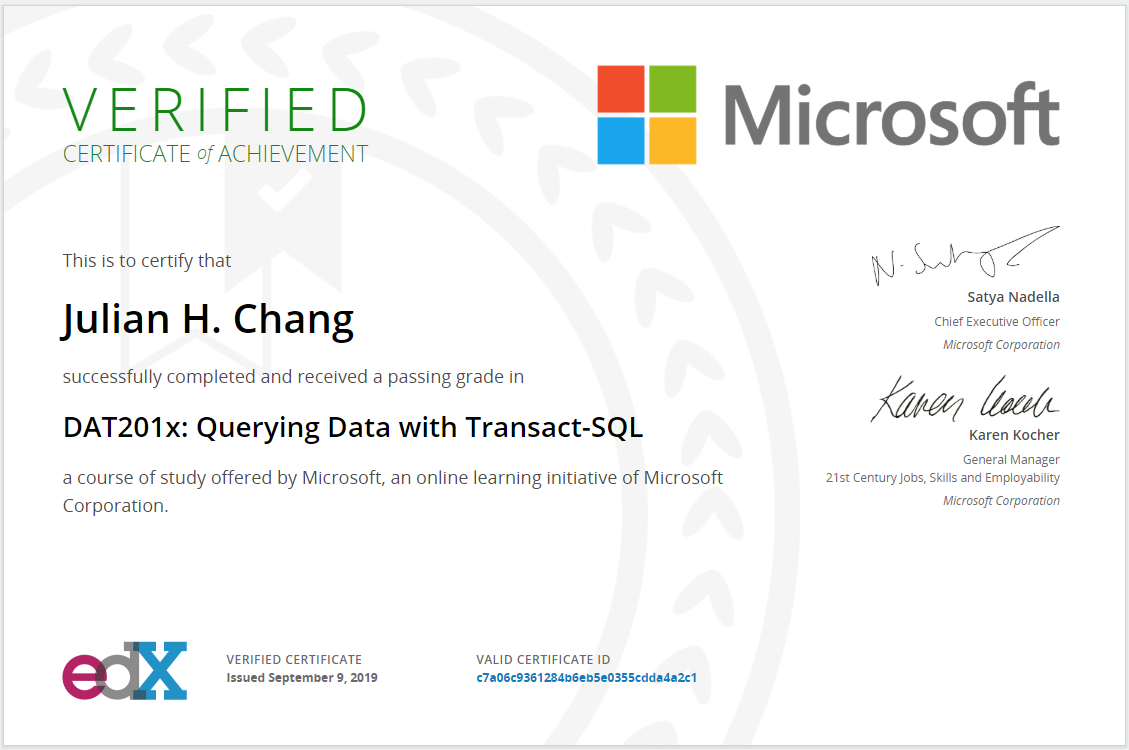 VERIFIED
CERTIFICATE of ACHIEVEMENT
Microsoft
This is to certify that
Julian H. Chang
successfully completed and received a passing grade in
DAT201x: Querying Data with Transact-SQL
a course of study offered by Microsoft, an online learning initiative of Microsoft
Corporation.
Satya Nadella
Chief Executive Officer
Microsoft Corporation
Karen Kocher
General Manager
21st Century Jobs, Skills and Employability
Microsoft Corporation
edX
VERIFIED CERTIFICATE
Issued September 9, 2019
VALID CERTIFICATE ID
c7a06c9361284b6eb5e0355cdda4a2c1